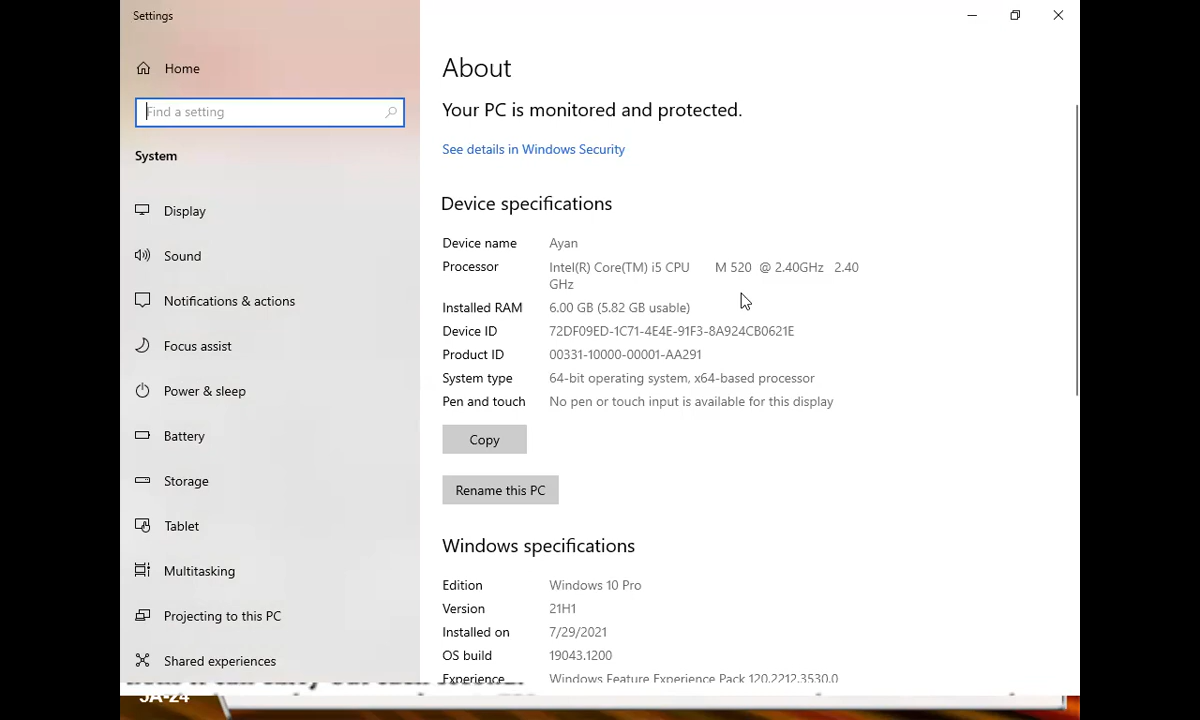 Settings
Home
Find a setting
System
Display
Sound
Notifications & actions
Focus assist
Power & sleep
Battery
Storage
Tablet
Multitasking
Projecting to this PC
Shared experiences
About
Your PC is monitored and protected.
See details in Windows Security
Device specifications
Device name Ayan
Processor Intel(R) Core(TM) i5 CPU M 520 @ 2.40GHz 2.40
GHz
Installed RAM 6.00 GB (5.82 GB usable)
Device ID 72DF09ED-1C71-4E4E-91F3-8A924CB0621E
Product ID 00331-10000-00001-AA291
System type 64-bit operating system, x64-based processor
Pen and touch No pen or touch input is available for this display
Copy
Rename this PC
Windows specifications
Edition Windows 10 Pro
Version 21H1
Installed on 7/29/2021
OS build 19043.1200
Experience Windows Feature Experience Pack 120.2212.3530.0